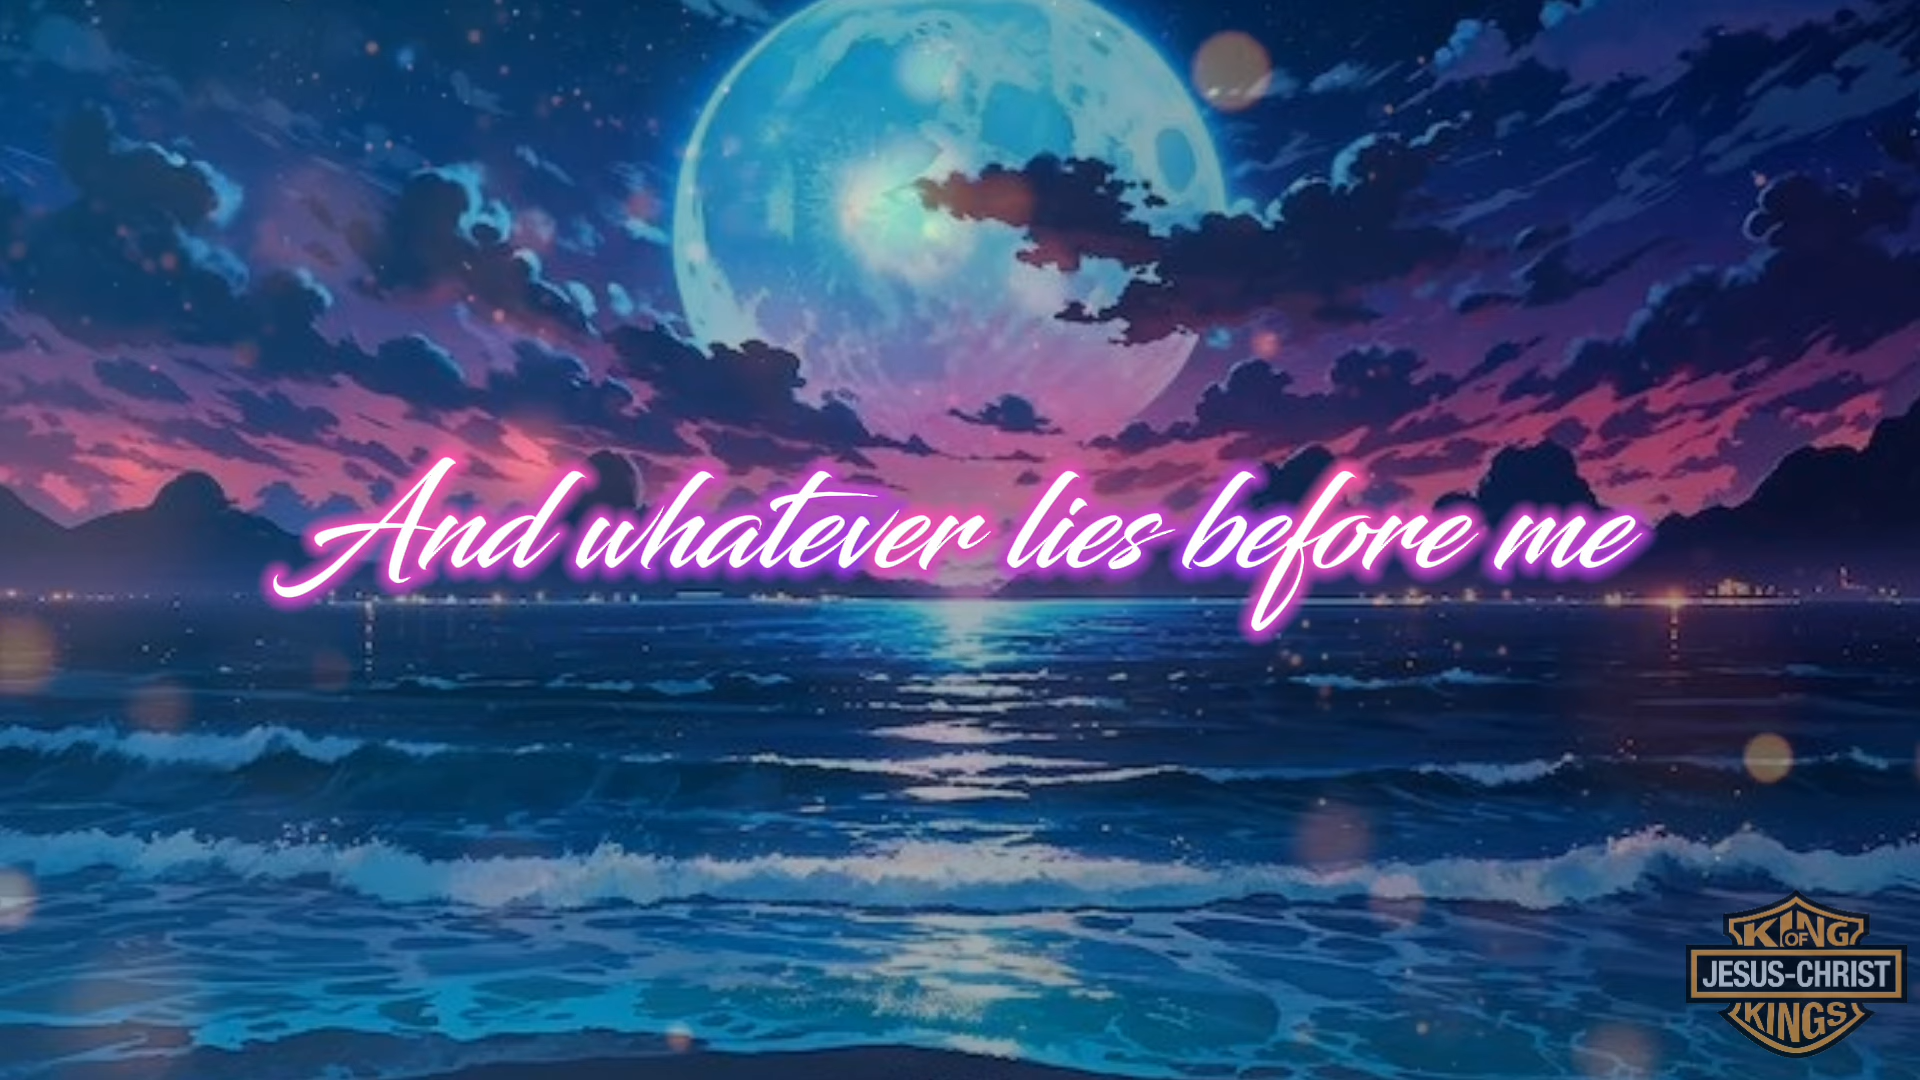 And whatever lies before me
KING
OF
JESUS-CHRIST
KINGS